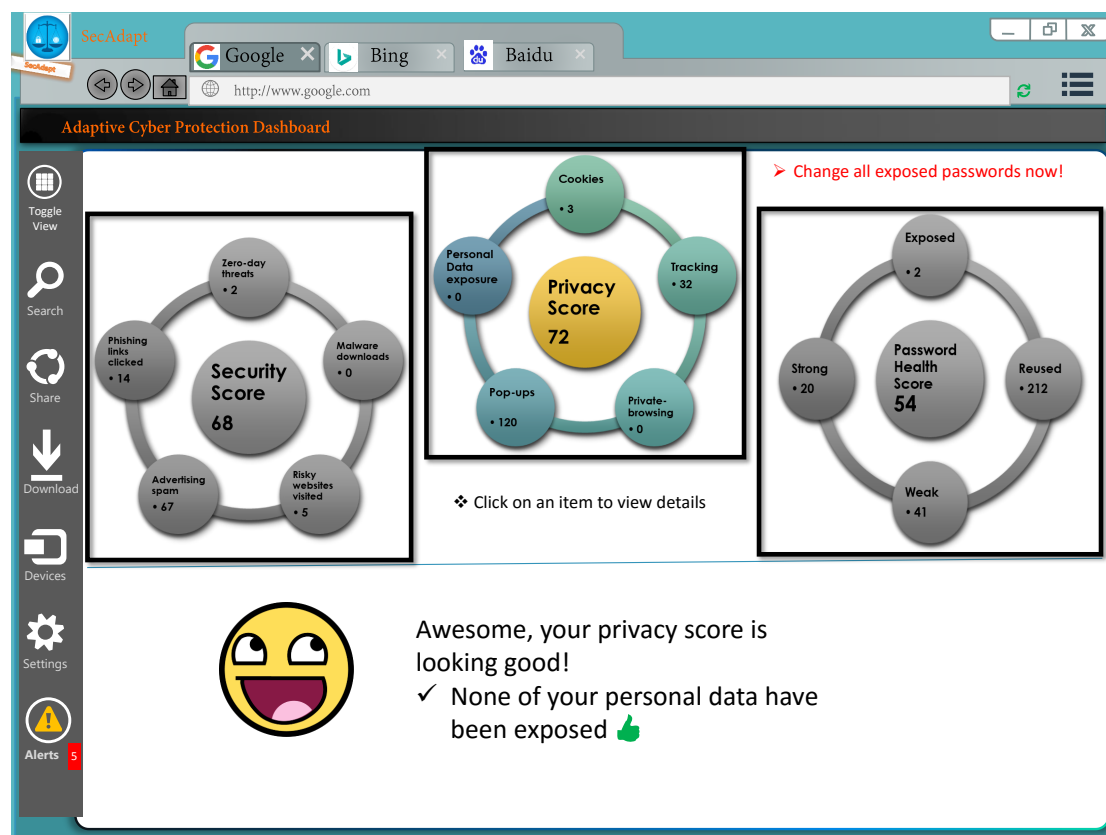 SecAdapt
SecAdapt
Google
Bing
Baidu
http://www.google.com
Adaptive Cyber Protection Dashboard
Toggle
View
Search
Share
Download
Devices
Settings
Alerts 5
Zero-day
threats
• 2
Phishing
links
clicked
• 14
Malware
downloads
• 0
Security
Score
68
Advertising
spam
• 67
Risky
websites
visited
• 5
Cookies
• 3
Personal
Data
exposure
• 0
Tracking
• 32
Privacy
Score
72
Pop-ups
• 120
Private-
browsing
• 0
❖ Click on an item to view details
➢ Change all exposed passwords now!
Exposed
• 2
Strong
• 20
Password
Health
Score
54
Reused
• 212
Weak
• 41
Awesome, your privacy score is
looking good!
✓ None of your personal data have
been exposed